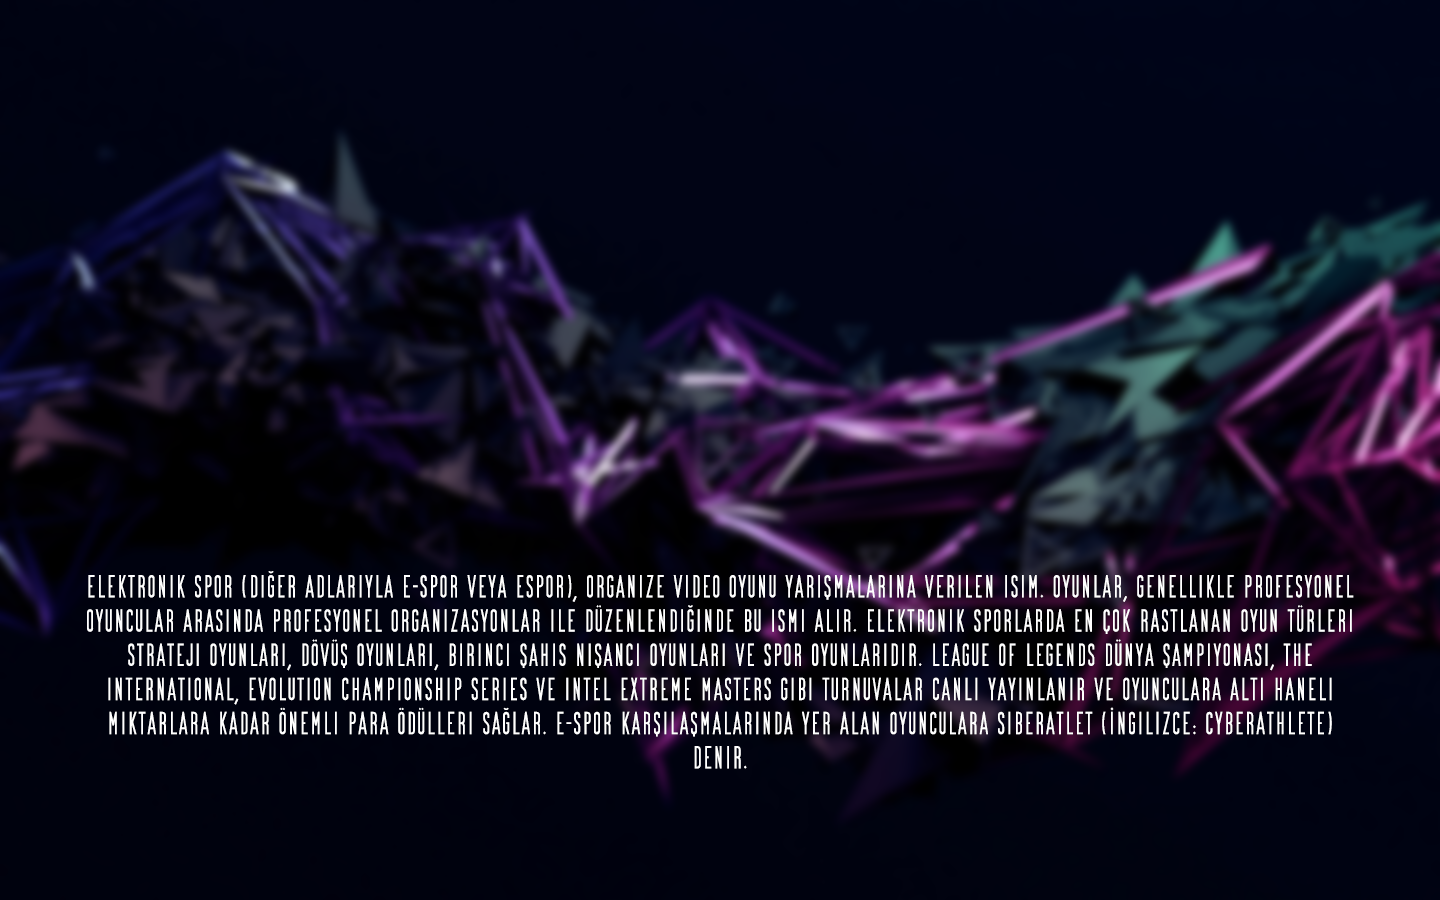 ELEKTRONIK SPOR (DIĞER ADLARIYLA E-SPOR VEYA ESPOR), ORGANIZE VIDEO OYUNU YARIŞMALARINA VERILEN ISIM. OYUNLAR, GENELLIKLE PROFESYONEL
OYUNCULAR ARASINDA PROFESYONEL ORGANIZASYONLAR ILE DÜZENLENDIĞINDE BU ISMI ALIR. ELEKTRONIK SPORLARDA EN ÇOK RASTLANAN OYUN TÜRLERI
STRATEJI OYUNLARI, DÖVÜŞ OYUNLARI, BIRINCI ŞAHIS NIŞANCI OYUNLARI VE SPOR OYUNLARIDIR. LEAGUE OF LEGENDS DÜNYA ŞAMPIYONASI, THE
INTERNATIONAL, EVOLUTION CHAMPIONSHIP SERIES VE INTEL EXTREME MASTERS GIBI TURNUVALAR CANLI YAYINLANIR VE OYUNCULARA ALTI HANELI
MIKTARLARA KADAR ÖNEMLI PARA ÖDÜLLERI SAĞLAR. E-SPOR KARŞILAŞMALARINDA YER ALAN OYUNCULARA SIBERATLET (İNGILIZCE: CYBERATHLETE)
DENIR.